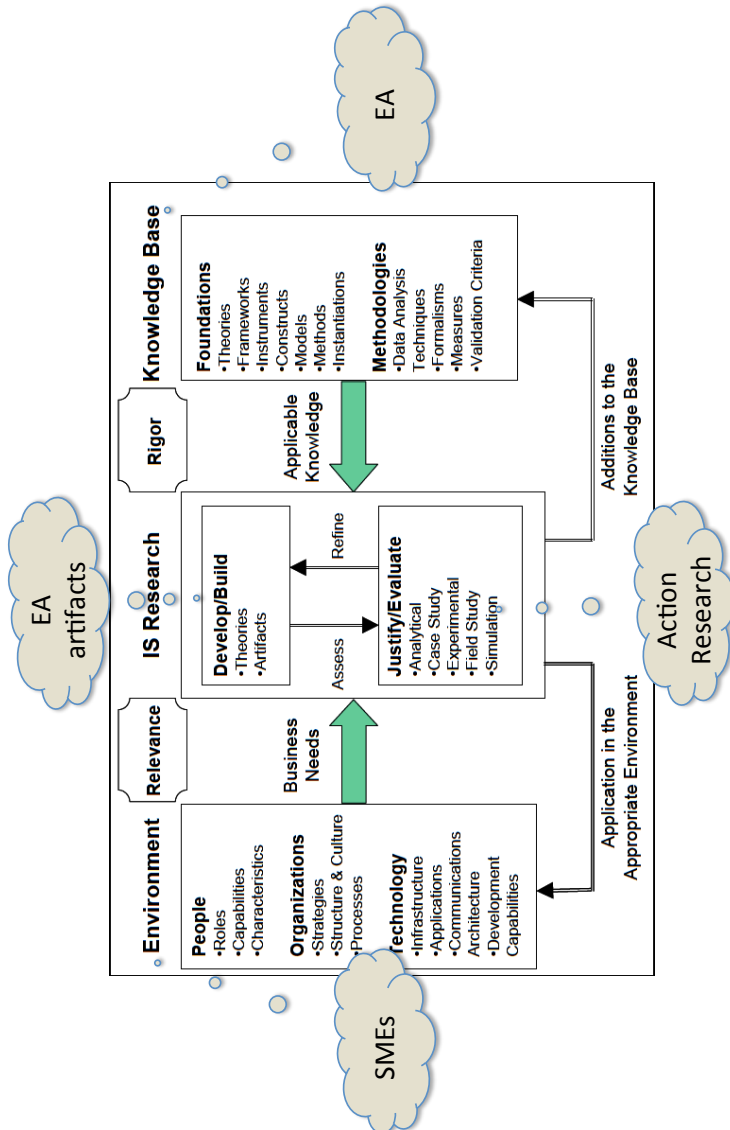 EA
artifacts
Environment
Relevance
IS Research
Rigor
Knowledge Base
People
•Roles
•Capabilities
•Characteristics
Organizations
•Strategies
•Structure & Culture
•Processes
Technology
•Infrastructure
•Applications
•Communications
Architecture
•Development
Capabilities
Business
Needs
Develop/Build
•Theories
•Artifacts
Assess
Refine
Justify/Evaluate
•Analytical
•Case Study
•Experimental
•Field Study
•Simulation
Applicable
Knowledge
Foundations
•Theories
•Frameworks
•Instruments
•Constructs
•Models
•Methods
•Instantiations
Methodologies
•Data Analysis
Techniques
•Formalisms
•Measures
•Validation Criteria
SMEs
EA
Application in the
Appropriate Environment
Additions to the
Knowledge Base
Action
Research